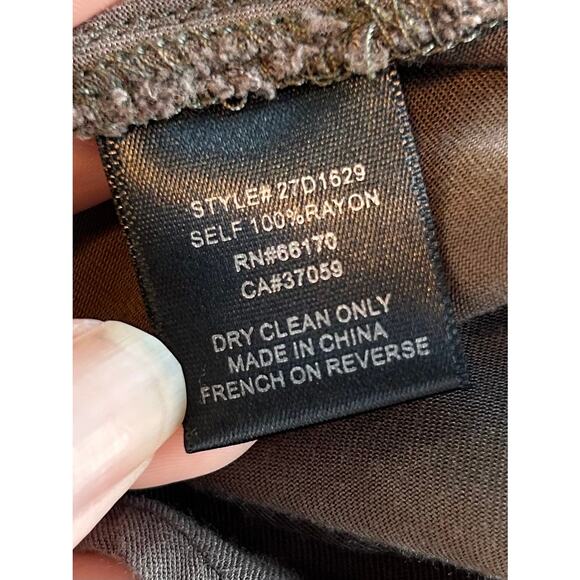 STYLE# 27D1629
SELF 100%RAYON
RN#66170
CA#37059
DRY CLEAN ONLY
MADE IN CHINA
FRENCH ON REVERSE